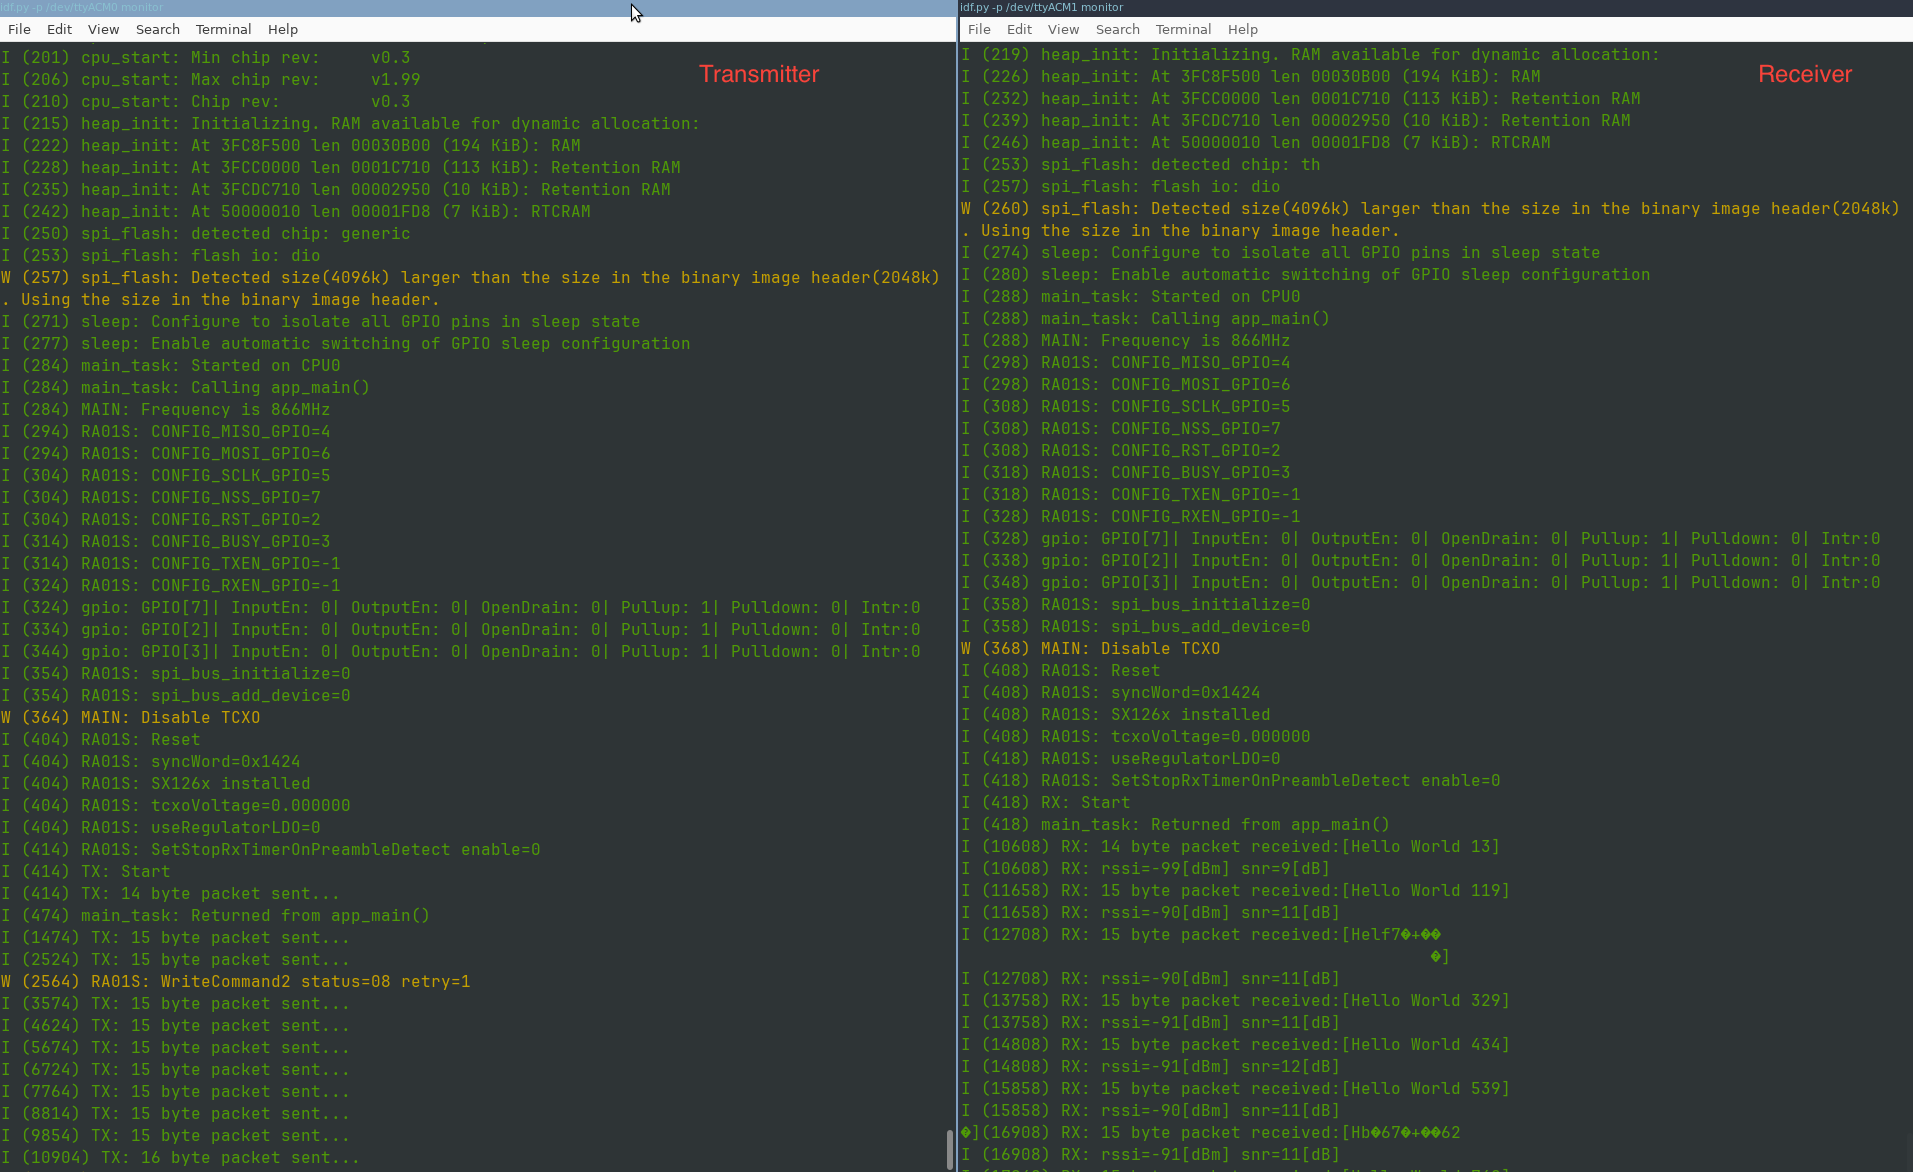 idf.py -p /dev/ttyACM0 monitor
File Edit View Search Terminal Help
Transmitter
I (201) cpu_start: Min chip rev:     v0.3
I (206) cpu_start: Max chip rev:     v1.99
I (210) cpu_start: Chip rev:         v0.3
I (215) heap_init: Initializing. RAM available for dynamic allocation:
I (222) heap_init: At 3FC8F500 len 00030B00 (194 KiB): RAM
I (228) heap_init: At 3FCC0000 len 0001C710 (113 KiB): Retention RAM
I (235) heap_init: At 3FCDC710 len 00002950 (10 KiB): Retention RAM
I (242) heap_init: At 50000010 len 00001FD8 (7 KiB): RTCRAM
I (250) spi_flash: detected chip: generic
I (253) spi_flash: flash io: dio
W (257) spi_flash: Detected size(4096k) larger than the size in the binary image header(2048k)
. Using the size in the binary image header.
I (271) sleep: Configure to isolate all GPIO pins in sleep state
I (277) sleep: Enable automatic switching of GPIO sleep configuration
I (284) main_task: Started on CPU0
I (284) main_task: Calling app_main()
I (284) MAIN: Frequency is 866MHz
I (294) RA01S: CONFIG_MISO_GPIO=4
I (294) RA01S: CONFIG_MOSI_GPIO=6
I (304) RA01S: CONFIG_SCLK_GPIO=5
I (304) RA01S: CONFIG_NSS_GPIO=7
I (304) RA01S: CONFIG_RST_GPIO=2
I (314) RA01S: CONFIG_BUSY_GPIO=3
I (314) RA01S: CONFIG_TXEN_GPIO=-1
I (324) RA01S: CONFIG_RXEN_GPIO=-1
I (324) gpio: GPIO[7]| InputEn: 0| OutputEn: 0| OpenDrain: 0| Pullup: 1| Pulldown: 0| Intr:0
I (334) gpio: GPIO[2]| InputEn: 0| OutputEn: 0| OpenDrain: 0| Pullup: 1| Pulldown: 0| Intr:0
I (344) gpio: GPIO[3]| InputEn: 0| OutputEn: 0| OpenDrain: 0| Pullup: 1| Pulldown: 0| Intr:0
I (354) RA01S: spi_bus_initialize=0
I (354) RA01S: spi_bus_add_device=0
W (364) MAIN: Disable TCXO
I (404) RA01S: Reset
I (404) RA01S: syncWord=0x1424
I (404) RA01S: SX126x installed
I (404) RA01S: tcxoVoltage=0.000000
I (404) RA01S: useRegulatorLDO=0
I (414) RA01S: SetStopRxTimerOnPreambleDetect enable=0
I (414) TX: Start
I (414) TX: 14 byte packet sent...
I (474) main_task: Returned from app_main()
I (1474) TX: 15 byte packet sent...
I (2524) TX: 15 byte packet sent...
W (2564) RA01S: WriteCommand2 status=08 retry=1
I (3574) TX: 15 byte packet sent...
I (4624) TX: 15 byte packet sent...
I (5674) TX: 15 byte packet sent...
I (6724) TX: 15 byte packet sent...
I (7764) TX: 15 byte packet sent...
I (8814) TX: 15 byte packet sent...
I (9854) TX: 15 byte packet sent...
I (10904) TX: 16 byte packet sent...
idf.py -p /dev/ttyACM1 monitor
File Edit View Search Terminal Help
Receiver
I (219) heap_init: Initializing. RAM available for dynamic allocation:
I (226) heap_init: At 3FC8F500 len 00030B00 (194 KiB): RAM
I (232) heap_init: At 3FCC0000 len 0001C710 (113 KiB): Retention RAM
I (239) heap_init: At 3FCDC710 len 00002950 (10 KiB): Retention RAM
I (246) heap_init: At 50000010 len 00001FD8 (7 KiB): RTCRAM
I (253) spi_flash: detected chip: th
I (257) spi_flash: flash io: dio
W (260) spi_flash: Detected size(4096k) larger than the size in the binary image header(2048k)
. Using the size in the binary image header.
I (274) sleep: Configure to isolate all GPIO pins in sleep state
I (280) sleep: Enable automatic switching of GPIO sleep configuration
I (288) main_task: Started on CPU0
I (288) main_task: Calling app_main()
I (288) MAIN: Frequency is 866MHz
I (298) RA01S: CONFIG_MISO_GPIO=4
I (298) RA01S: CONFIG_MOSI_GPIO=6
I (308) RA01S: CONFIG_SCLK_GPIO=5
I (308) RA01S: CONFIG_NSS_GPIO=7
I (308) RA01S: CONFIG_RST_GPIO=2
I (318) RA01S: CONFIG_BUSY_GPIO=3
I (318) RA01S: CONFIG_TXEN_GPIO=-1
I (328) RA01S: CONFIG_RXEN_GPIO=-1
I (328) gpio: GPIO[7]| InputEn: 0| OutputEn: 0| OpenDrain: 0| Pullup: 1| Pulldown: 0| Intr:0
I (338) gpio: GPIO[2]| InputEn: 0| OutputEn: 0| OpenDrain: 0| Pullup: 1| Pulldown: 0| Intr:0
I (348) gpio: GPIO[3]| InputEn: 0| OutputEn: 0| OpenDrain: 0| Pullup: 1| Pulldown: 0| Intr:0
I (358) RA01S: spi_bus_initialize=0
I (358) RA01S: spi_bus_add_device=0
W (368) MAIN: Disable TCXO
I (408) RA01S: Reset
I (408) RA01S: syncWord=0x1424
I (408) RA01S: SX126x installed
I (408) RA01S: tcxoVoltage=0.000000
I (418) RA01S: useRegulatorLDO=0
I (418) RA01S: SetStopRxTimerOnPreambleDetect enable=0
I (418) RX: Start
I (418) main_task: Returned from app_main()
I (10608) RX: 14 byte packet received:[Hello World 13]
I (10608) RX: rssi=-99[dBm] snr=9[dB]
I (11658) RX: 15 byte packet received:[Hello World 119]
I (11658) RX: rssi=-90[dBm] snr=11[dB]
I (12708) RX: 15 byte packet received:[Helf7�+��
�]
I (12708) RX: rssi=-90[dBm] snr=11[dB]
I (13758) RX: 15 byte packet received:[Hello World 329]
I (13758) RX: rssi=-91[dBm] snr=11[dB]
I (14808) RX: 15 byte packet received:[Hello World 434]
I (14808) RX: rssi=-91[dBm] snr=12[dB]
I (15858) RX: 15 byte packet received:[Hello World 539]
I (15858) RX: rssi=-90[dBm] snr=11[dB]
�](16908) RX: 15 byte packet received:[Hb�67�+��62
I (16908) RX: rssi=-91[dBm] snr=11[dB]